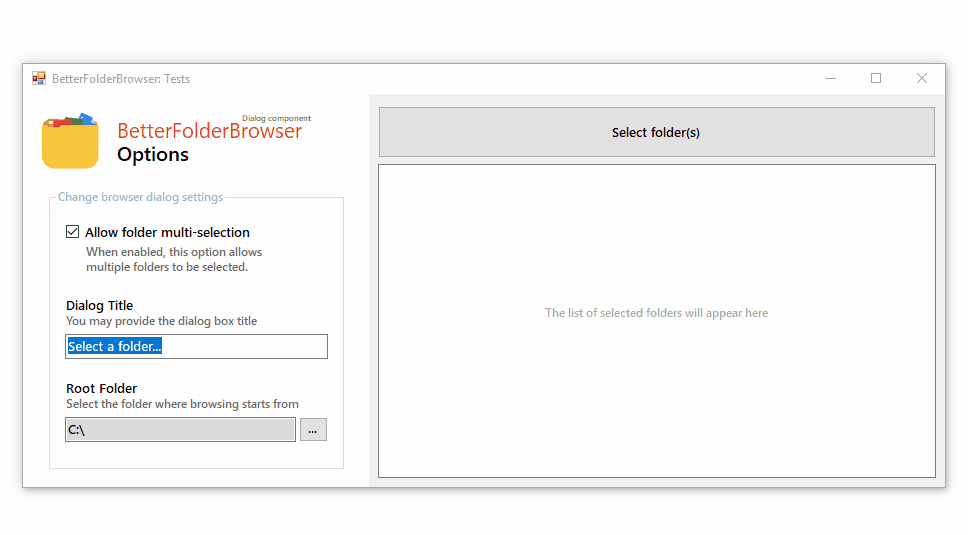 BetterFolderBrowser: Tests
Dialog component
BetterFolderBrowser
Options
Change browser dialog settings
Allow folder multi-selection
When enabled, this option allows
multiple folders to be selected.
Dialog Title
You may provide the dialog box title
Select a folder...
Root Folder
Select the folder where browsing starts from
C:\
...
Select folder(s)
The list of selected folders will appear here